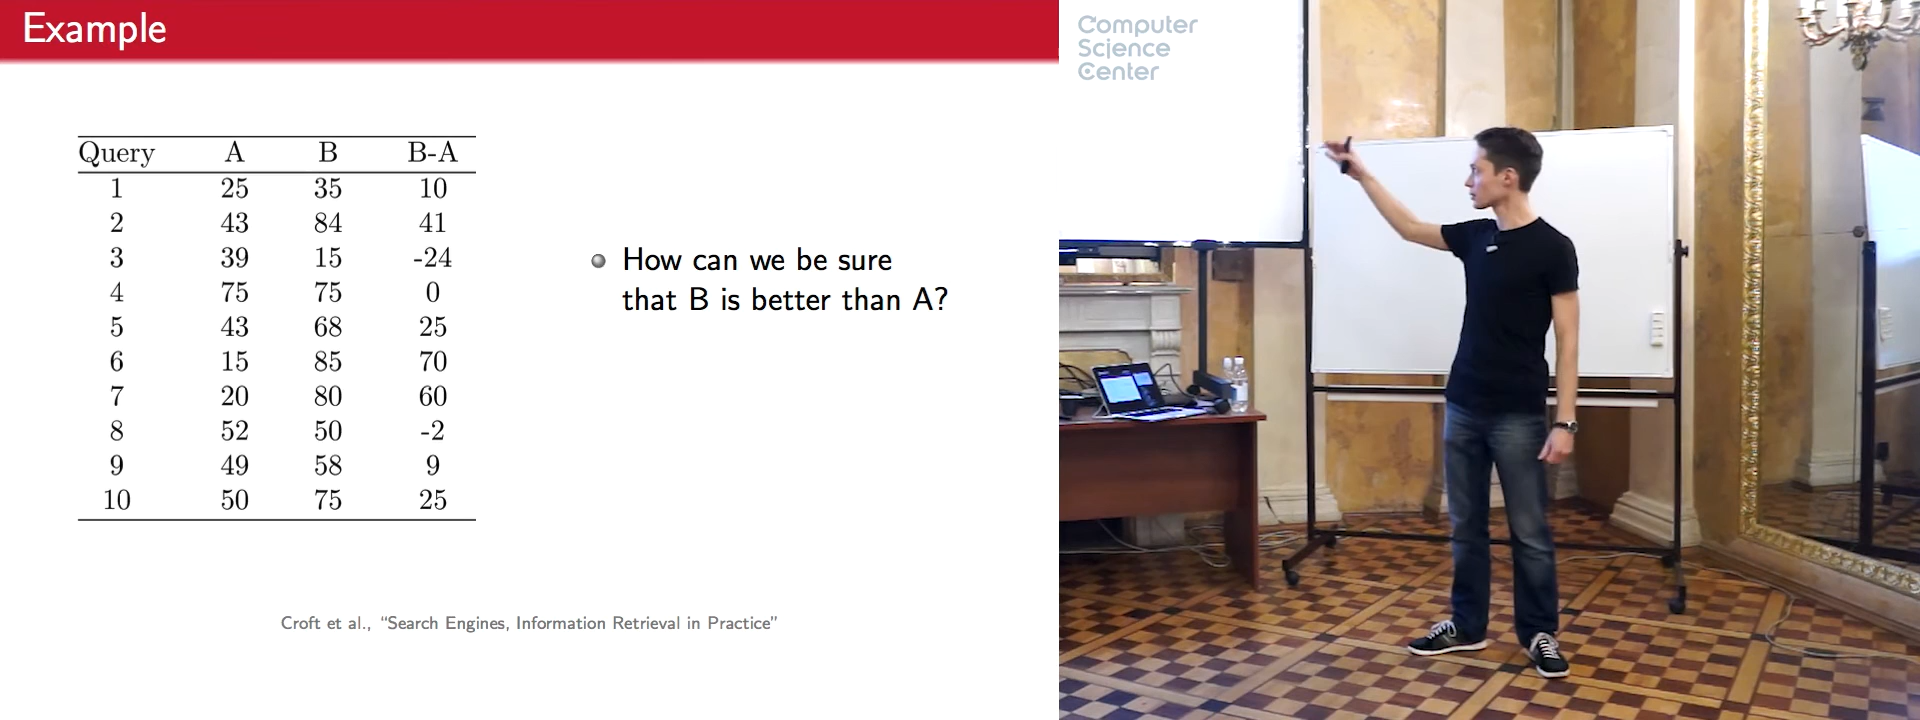 Example
Query A B B-A
1 25 35 10
2 43 84 41
3 39 15 -24
4 75 75 0
5 43 68 25
6 15 85 70
7 20 80 60
8 52 50 -2
9 49 58 9
10 50 75 25
How can we be sure
that B is better than A?
Croft et al., “Search Engines, Information Retrieval in Practice”
Computer
Science
Center